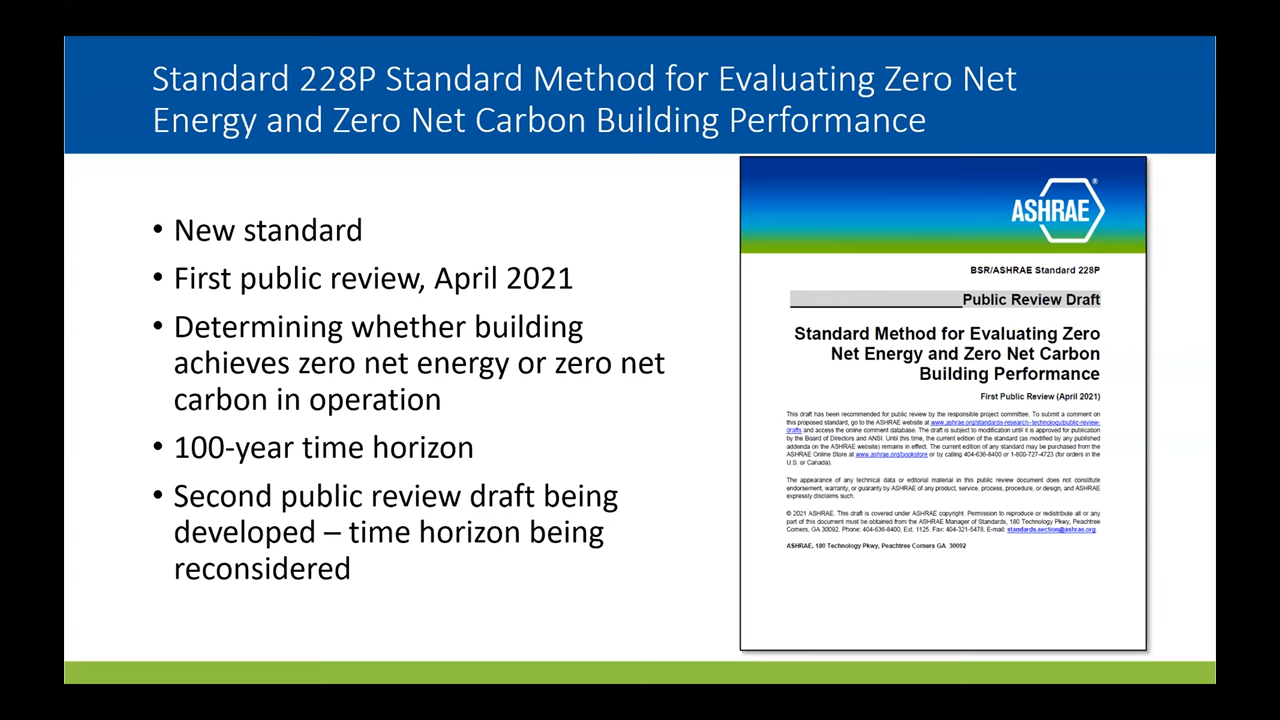 Standard 228P Standard Method for Evaluating Zero Net
Energy and Zero Net Carbon Building Performance
• New standard
• First public review, April 2021
• Determining whether building
achieves zero net energy or zero net
carbon in operation
• 100-year time horizon
• Second public review draft being
developed – time horizon being
reconsidered
ASHRAE®
BSR/ASHRAE Standard 228P
Public Review Draft
Standard Method for Evaluating Zero
Net Energy and Zero Net Carbon
Building Performance
First Public Review (April 2021)
This draft has been recommended for public review by the responsible project committee. To submit a comment on
this proposed standard, go to the ASHRAE website at www.ashrae.org/standards-research--technology/public-review-
drafts and access the online comment database. The draft is subject to modification until it is approved for publication
by the Board of Directors and ANSI. Until this time, the current edition of the standard (as modified by any published
addenda on the ASHRAE website) remains in effect. The current edition of any standard may be purchased from the
ASHRAE Online Store at www.ashrae.org/bookstore or by calling 404-636-8400 or 1-800-727-4723 (for orders in the
U.S. or Canada).
The appearance of any technical data or editorial material in this public review document does not constitute
endorsement, warranty, or guaranty by ASHRAE of any product, service, process, procedure, or design, and ASHRAE
expressly disclaims such.
© 2021 ASHRAE. This draft is covered under ASHRAE copyright. Permission to reproduce or redistribute all or any
part of this document must be obtained from the ASHRAE Manager of Standards, 180 Technology Pkwy, Peachtree
Corners, GA 30092. Phone: 404-636-8400, Ext. 1125. Fax: 404-321-5478. E-mail: standards.section@ashrae.org.
ASHRAE, 180 Technology Pkwy, Peachtree Corners GA 30092